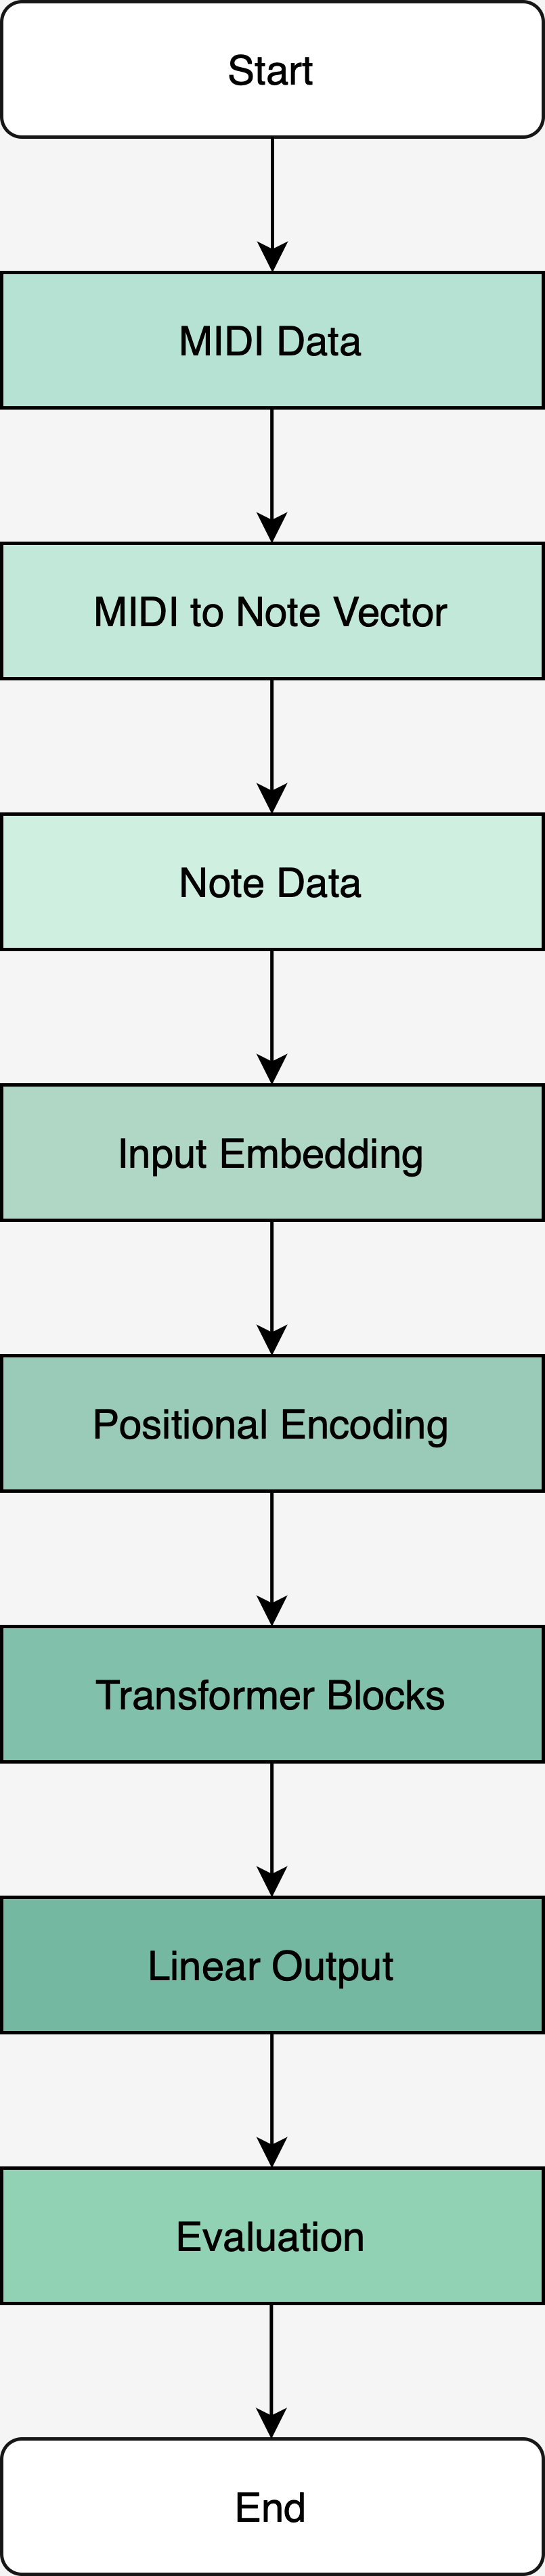 Start
MIDI Data
MIDI to Note Vector
Note Data
Input Embedding
Positional Encoding
Transformer Blocks
Linear Output
Evaluation
End